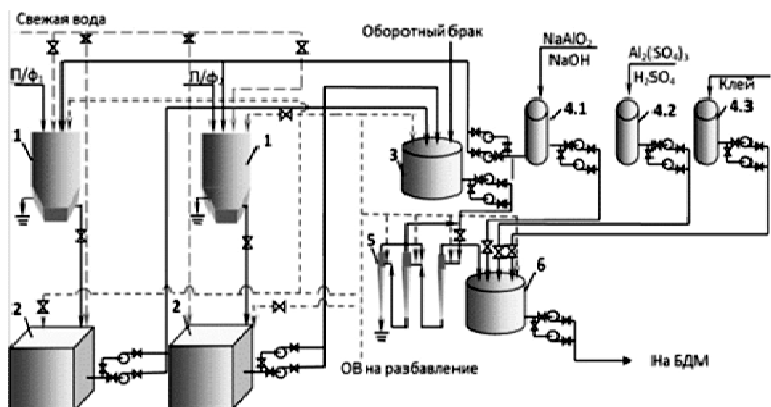 Свежая вода
Оборотный брак
NaAlO₂
NaOH
Al₂(SO₄)₃
H₂SO₄
Клей
П/ф₁
П/ф₂
4.1
4.2
4.3
1
1
3
5
6
2
2
ОВ на разбавление
На БДМ